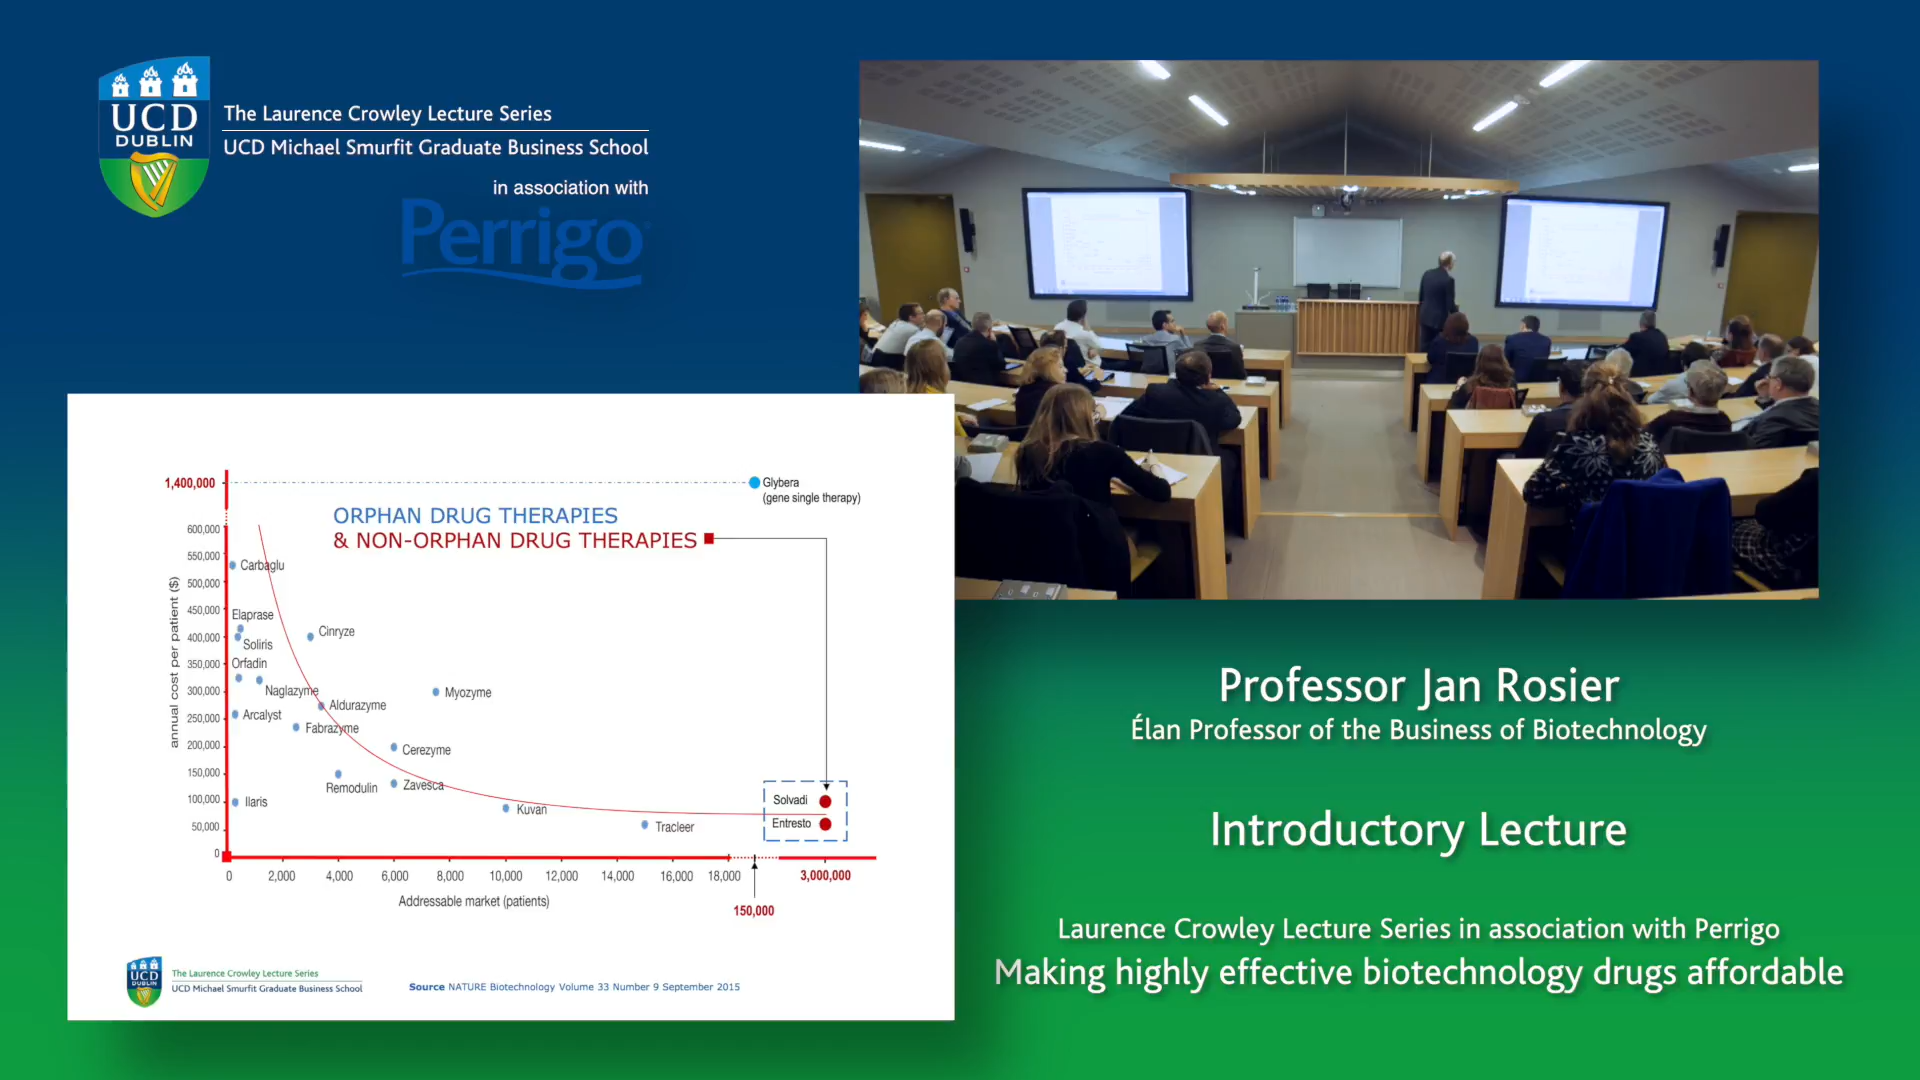 UCD
DUBLIN
The Laurence Crowley Lecture Series
UCD Michael Smurfit Graduate Business School
in association with
Perrigo
1,400,000
Glybera
(gene single therapy)
ORPHAN DRUG THERAPIES
& NON-ORPHAN DRUG THERAPIES
annual cost per patient ($)
600,000
550,000
500,000
450,000
400,000
350,000
300,000
250,000
200,000
150,000
100,000
50,000
0
Carbaglu
Elaprase
Soliris
Cinryze
Orfadin
Naglazyme
Myozyme
Aldurazyme
Arcalyst
Fabrazyme
Cerezyme
Remodulin
Zavesca
Ilaris
Kuvan
Tracleer
Solvadi
Entresto
0
2,000
4,000
6,000
8,000
10,000
12,000
14,000
16,000
18,000
3,000,000
150,000
Addressable market (patients)
UCD
DUBLIN
The Laurence Crowley Lecture Series
UCD Michael Smurfit Graduate Business School
Source NATURE Biotechnology Volume 33 Number 9 September 2015
Professor Jan Rosier
Élan Professor of the Business of Biotechnology
Introductory Lecture
Laurence Crowley Lecture Series in association with Perrigo
Making highly effective biotechnology drugs affordable